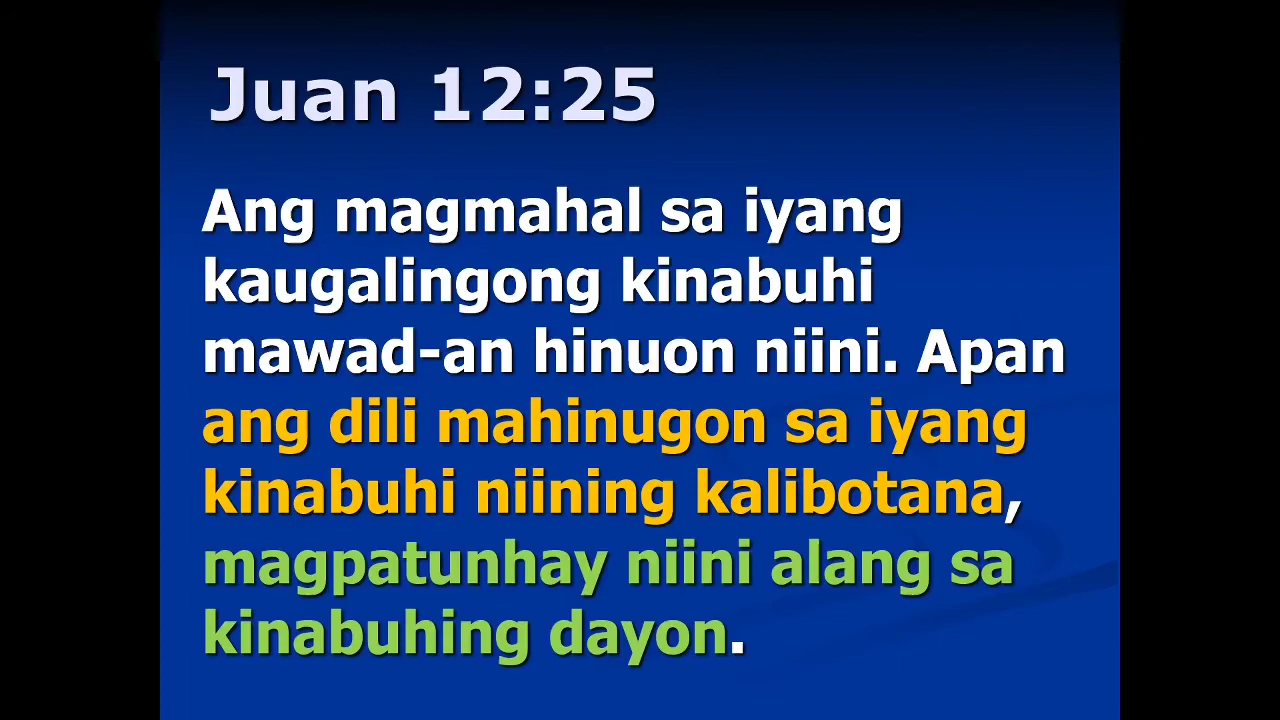 Juan 12:25
Ang magmahal sa iyang
kaugalingong kinabuhi
mawad-an hinuon niini. Apan
ang dili mahinugon sa iyang
kinabuhi niining kalibotana,
magpatunhay niini alang sa
kinabuhing dayon.